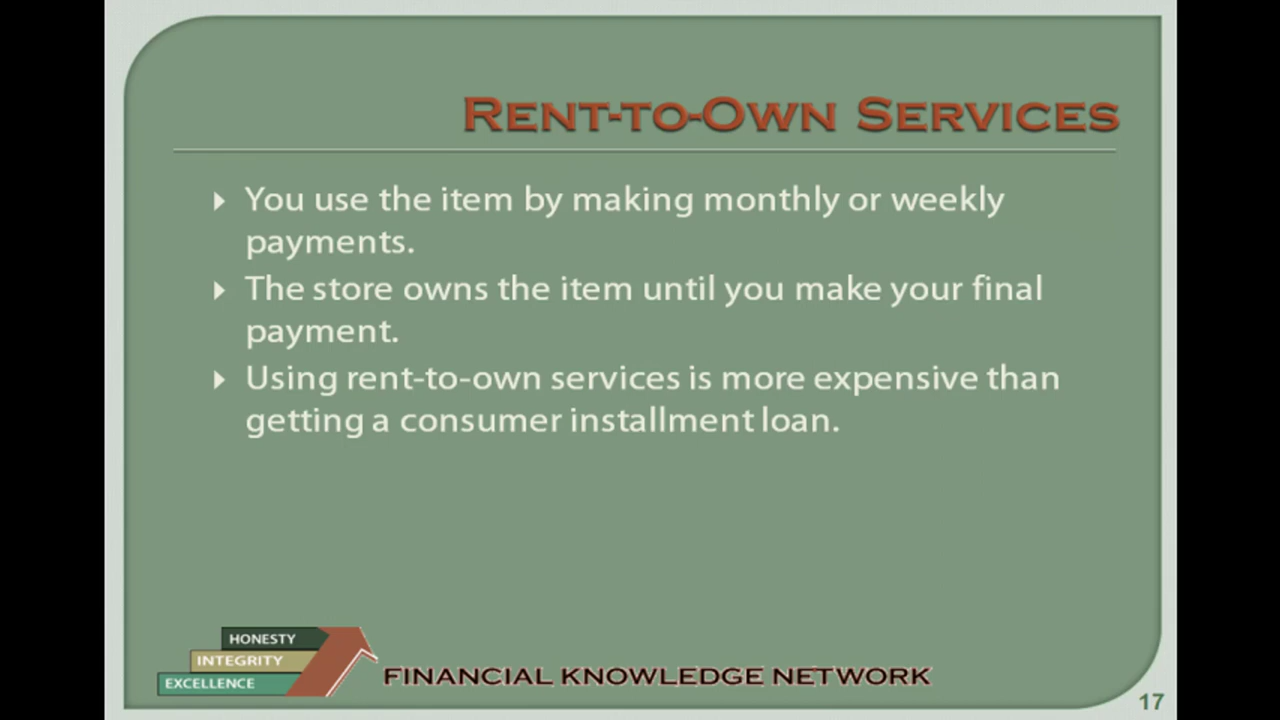 Rent-to-Own Services
You use the item by making monthly or weekly
payments.
The store owns the item until you make your final
payment.
Using rent-to-own services is more expensive than
getting a consumer installment loan.
HONESTY
INTEGRITY
EXCELLENCE
FINANCIAL KNOWLEDGE NETWORK
17